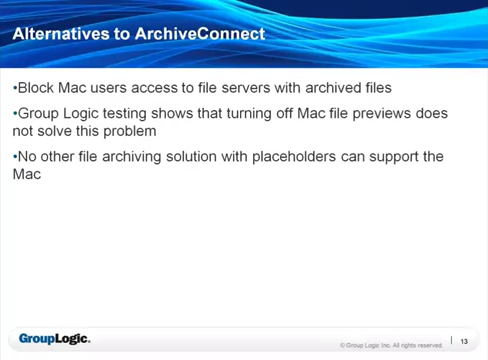 Alternatives to ArchiveConnect
•Block Mac users access to file servers with archived files
•Group Logic testing shows that turning off Mac file previews does
not solve this problem
•No other file archiving solution with placeholders can support the
Mac
GroupLogic.
© Group Logic Inc. All rights reserved.
13